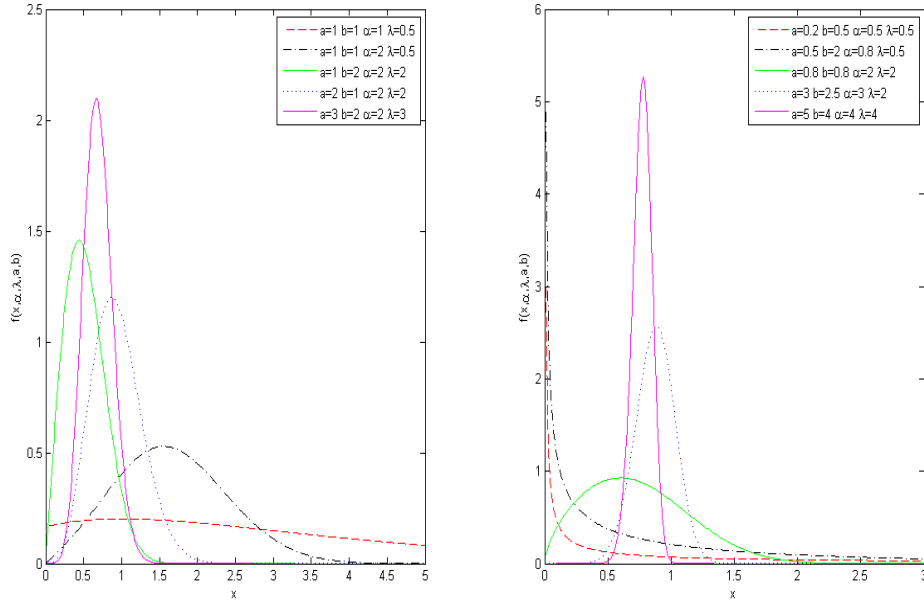 2.5
2
1.5
1
0.5
0
0
0.5
1
1.5
2
2.5
3
3.5
4
4.5
5
x
f(x,α,λ,a,b)
a=1 b=1 α=1 λ=0.5
a=1 b=1 α=2 λ=0.5
a=1 b=2 α=2 λ=2
a=2 b=1 α=2 λ=2
a=3 b=2 α=2 λ=3
6
5
4
3
2
1
0
0
0.5
1
1.5
2
2.5
3
x
f(x,α,λ,a,b)
a=0.2 b=0.5 α=0.5 λ=0.5
a=0.5 b=2 α=0.8 λ=0.5
a=0.8 b=0.8 α=2 λ=2
a=3 b=2.5 α=3 λ=2
a=5 b=4 α=4 λ=4